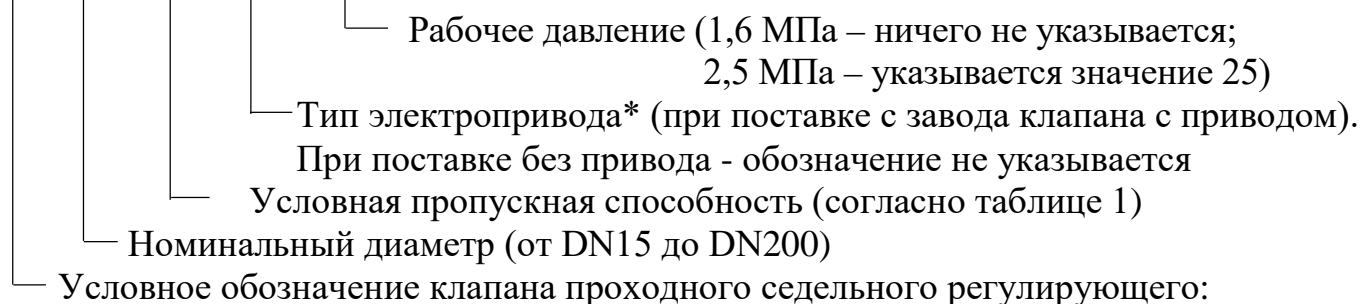 Рабочее давление (1,6 МПа – ничего не указывается;
2,5 МПа – указывается значение 25)
Тип электропривода* (при поставке с завода клапана с приводом).
При поставке без привода - обозначение не указывается
Условная пропускная способность (согласно таблице 1)
Номинальный диаметр (от DN15 до DN200)
Условное обозначение клапана проходного седельного регулирующего: